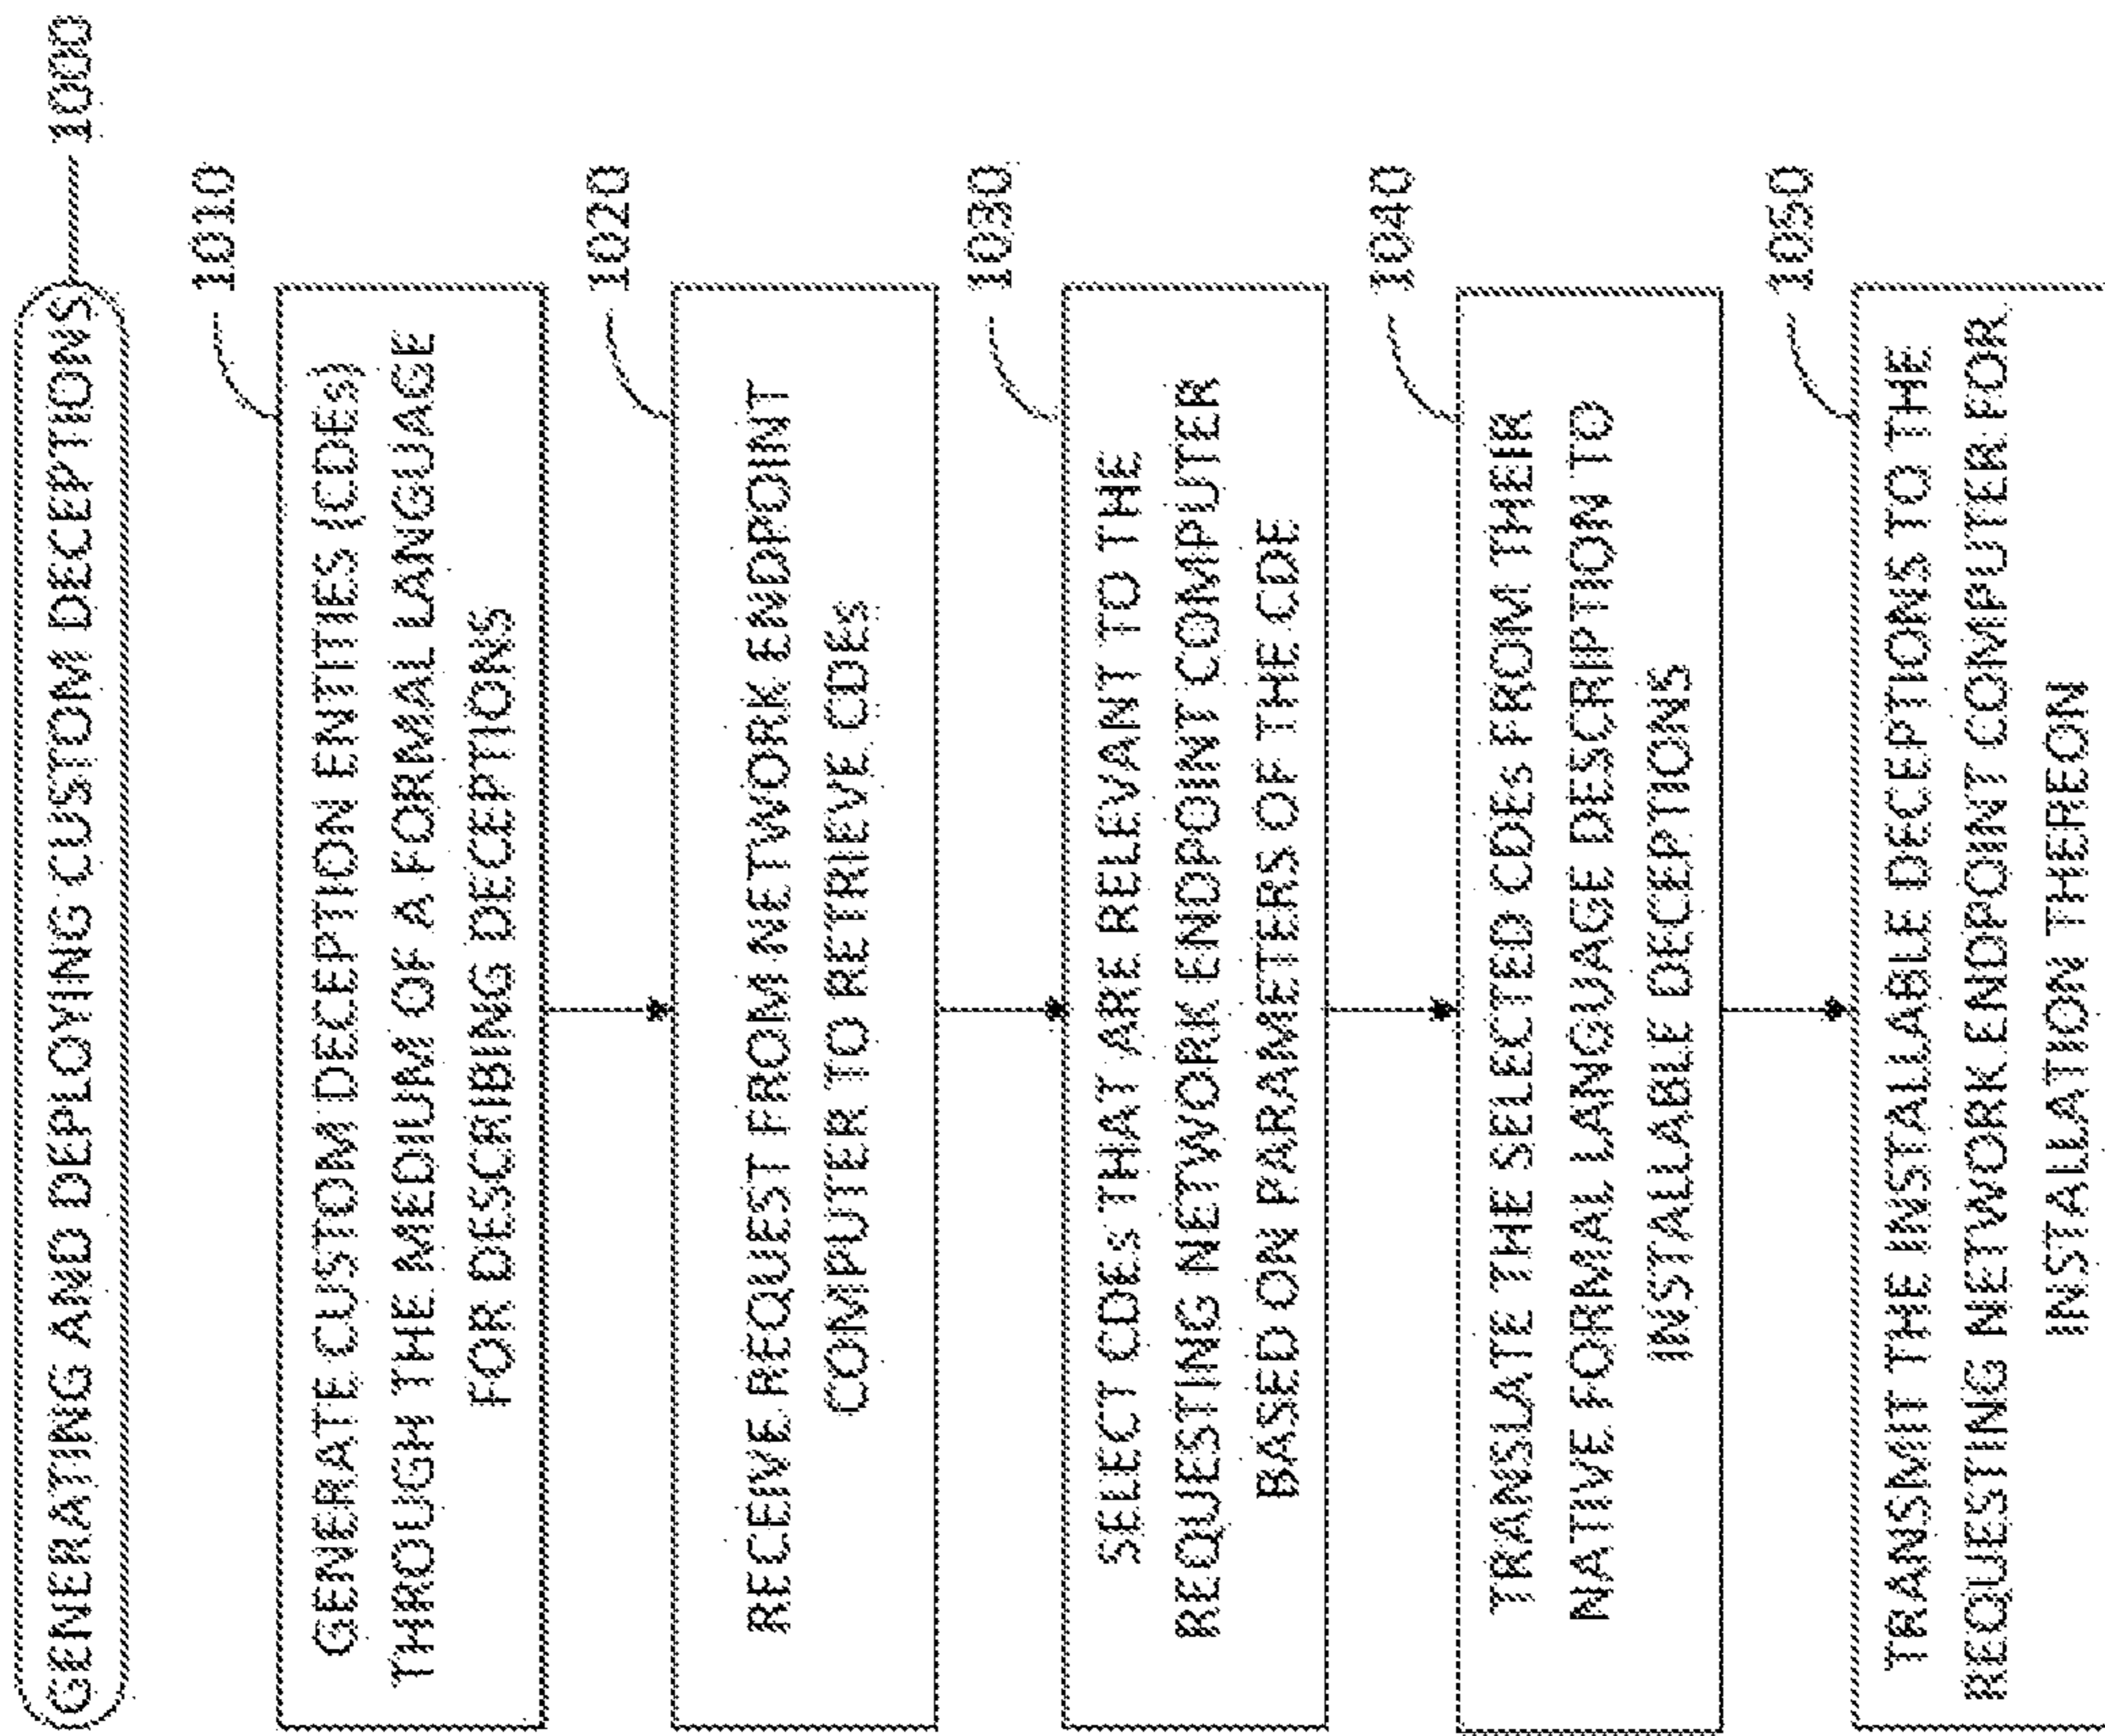 GENERATING AND DEPLOYING CUSTOM DECEPTIONS
1000
1010
GENERATE CUSTOM DECEPTION ENTITIES (CDEs)
THROUGH THE MEDIUM OF A FORMAL LANGUAGE
FOR DESCRIBING DECEPTIONS
1020
RECEIVE REQUEST FROM NETWORK ENDPOINT
COMPUTER TO RETRIEVE CDEs
1030
SELECT CDEs THAT ARE RELEVANT TO THE
REQUESTING NETWORK ENDPOINT COMPUTER
BASED ON PARAMETERS OF THE CDE
1040
TRANSLATE THE SELECTED CDEs FROM THEIR
NATIVE FORMAL LANGUAGE DESCRIPTION TO
INSTALLABLE DECEPTIONS
1050
TRANSMIT THE INSTALLABLE DECEPTIONS TO THE
REQUESTING NETWORK ENDPOINT COMPUTER FOR
INSTALLATION THEREON